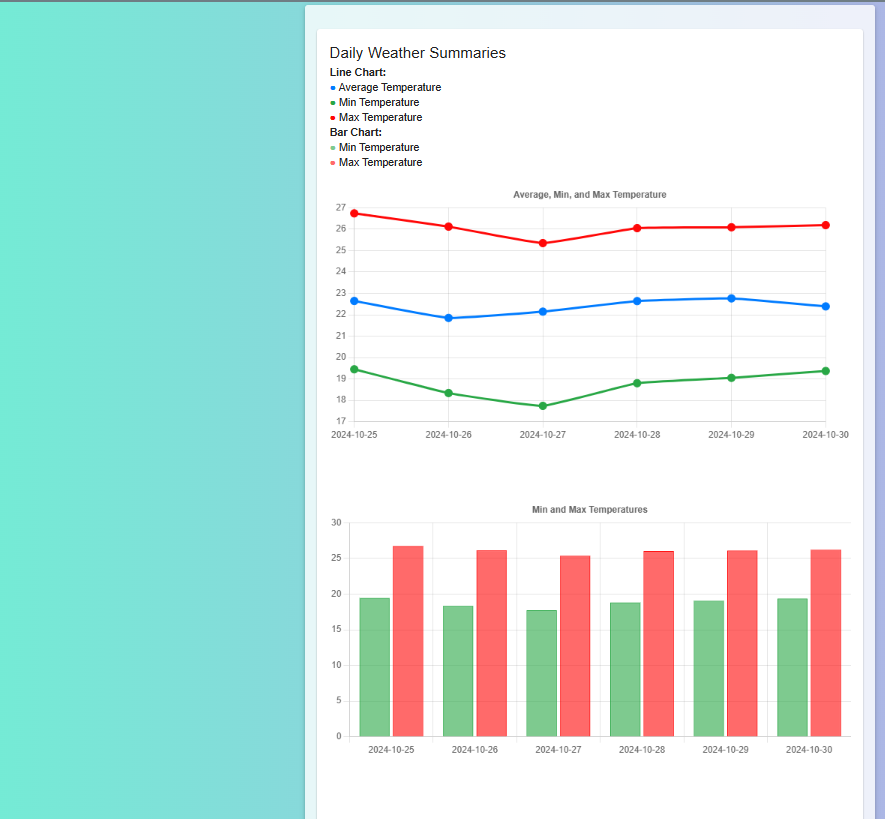 Daily Weather Summaries
Line Chart:
Average Temperature
Min Temperature
Max Temperature
Bar Chart:
Min Temperature
Max Temperature
Average, Min, and Max Temperature
27
26
25
24
23
22
21
20
19
18
17
2024-10-25 2024-10-26 2024-10-27 2024-10-28 2024-10-29 2024-10-30
Min and Max Temperatures
30
25
20
15
10
5
0
2024-10-25 2024-10-26 2024-10-27 2024-10-28 2024-10-29 2024-10-30